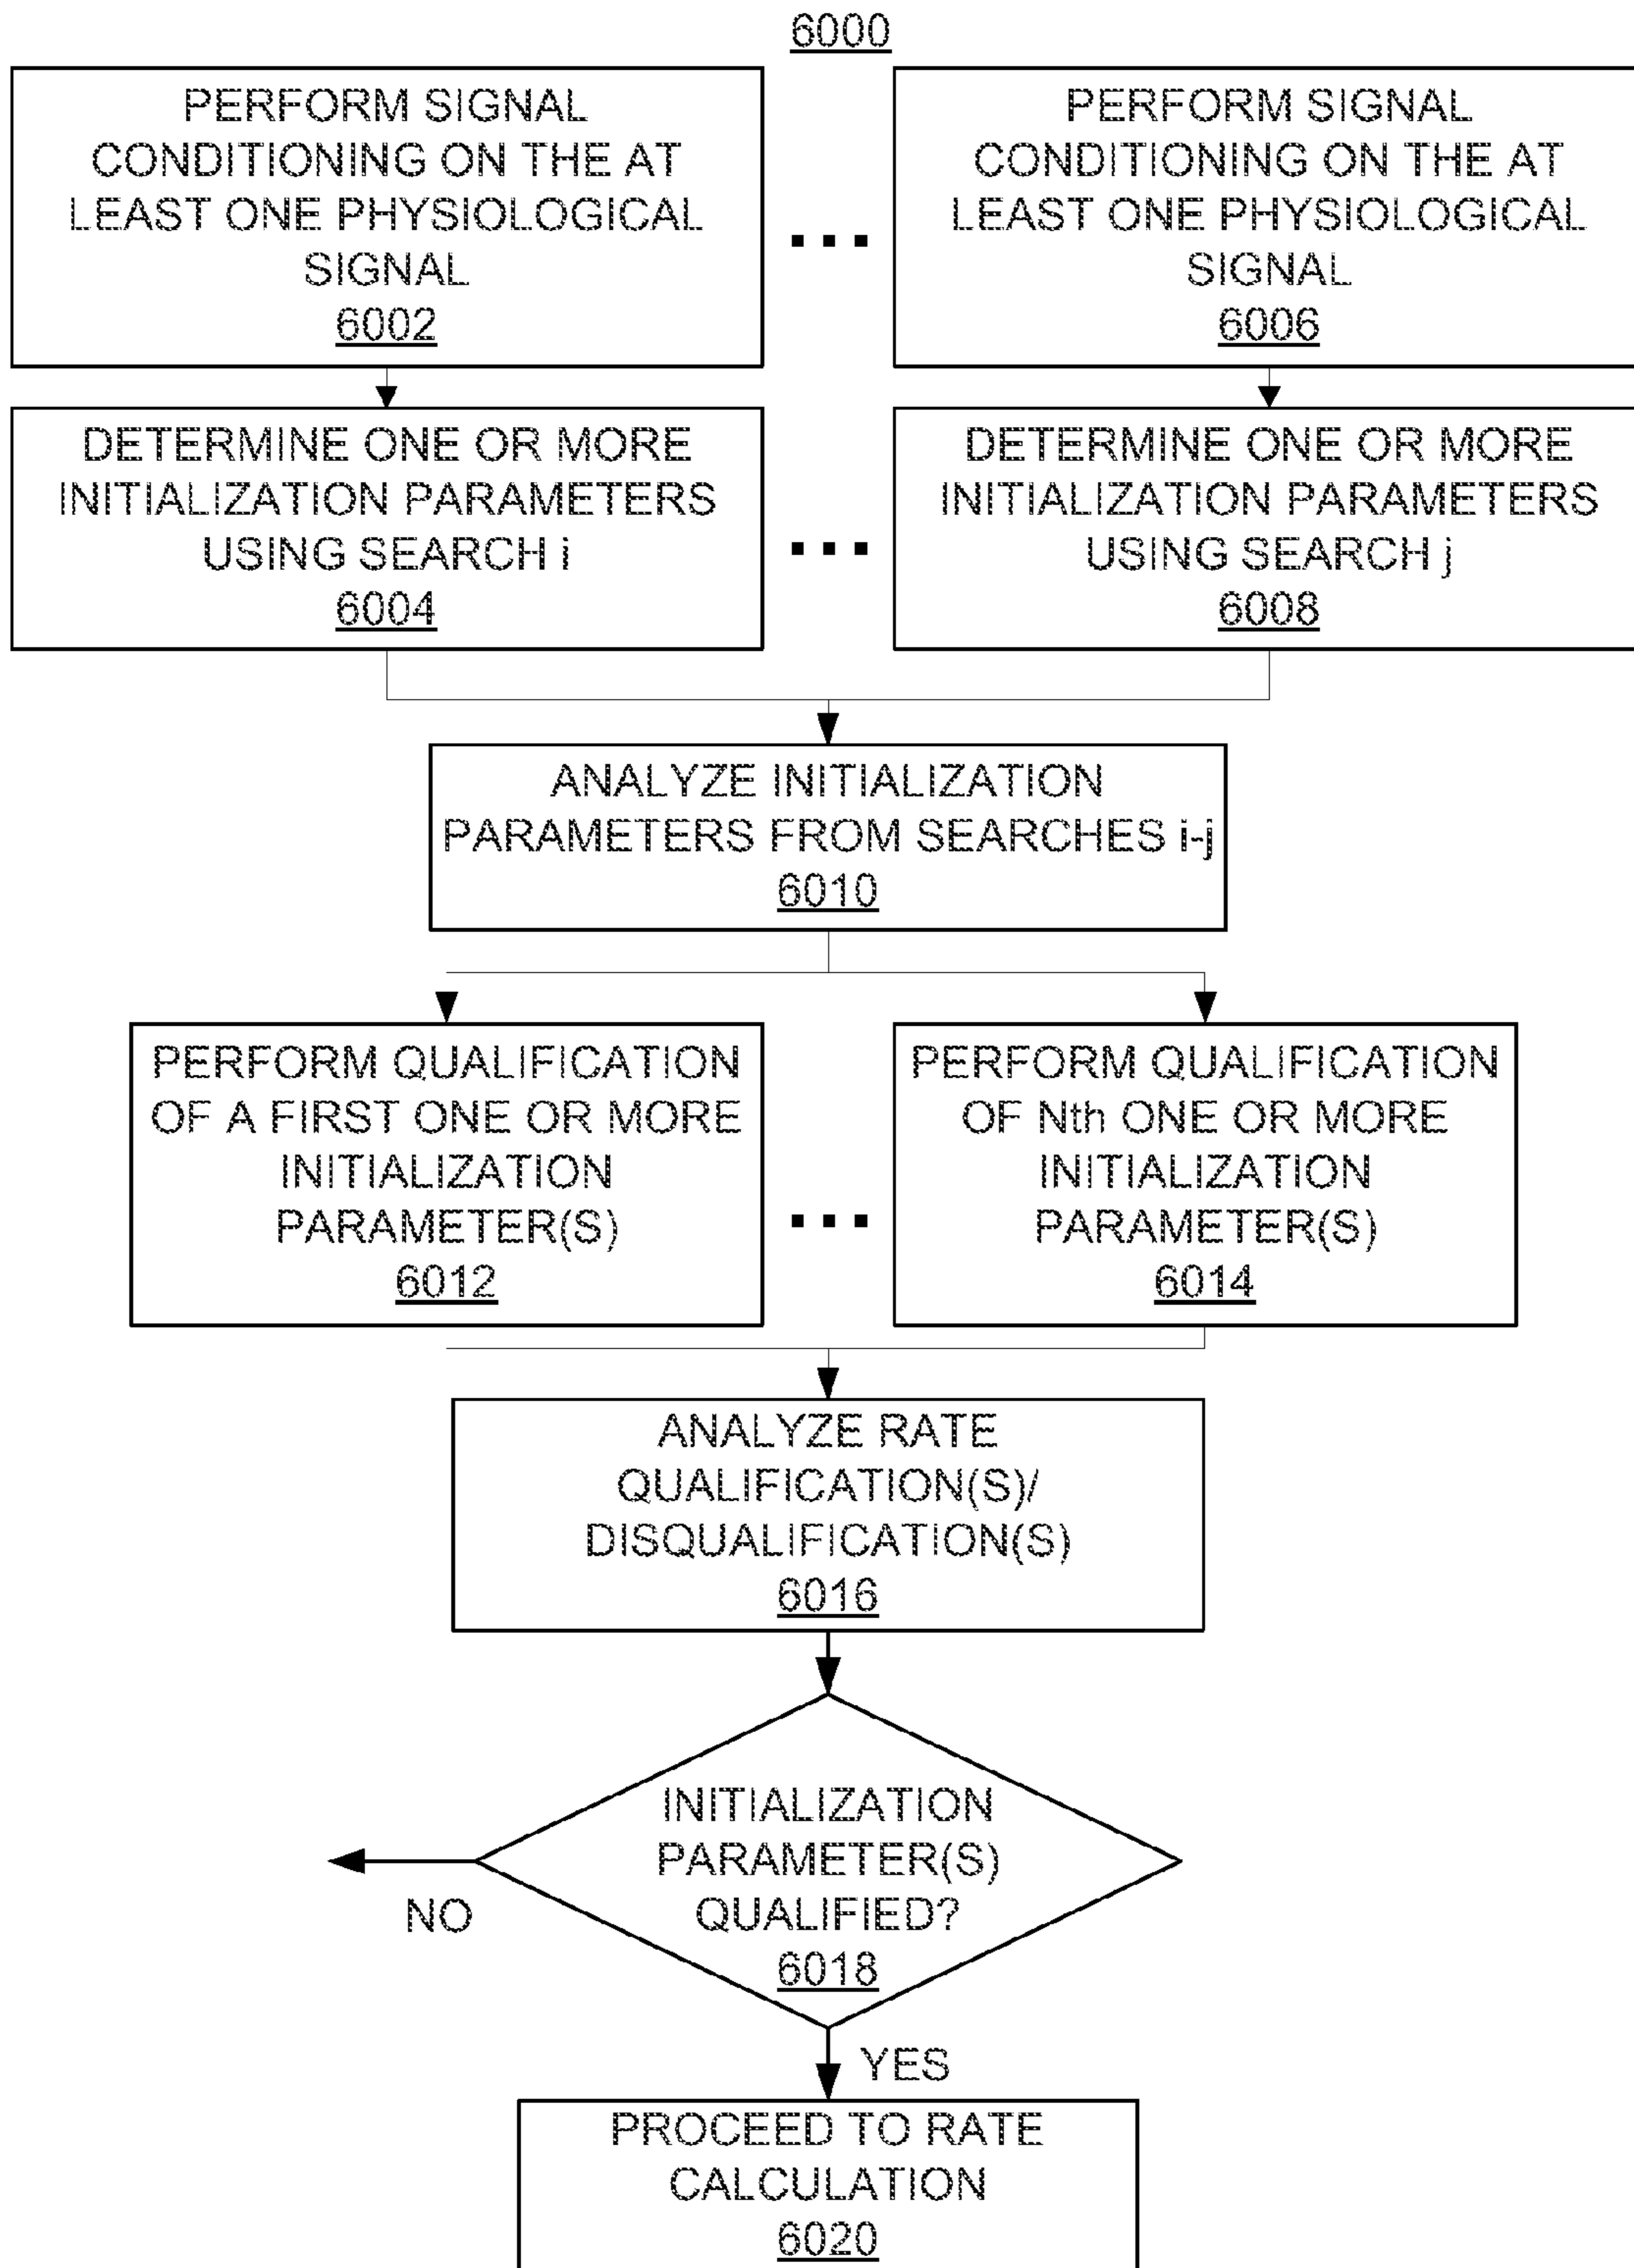 6000
PERFORM SIGNAL
CONDITIONING ON THE AT
LEAST ONE PHYSIOLOGICAL
SIGNAL
6002
...
PERFORM SIGNAL
CONDITIONING ON THE AT
LEAST ONE PHYSIOLOGICAL
SIGNAL
6006
DETERMINE ONE OR MORE
INITIALIZATION PARAMETERS
USING SEARCH i
6004
...
DETERMINE ONE OR MORE
INITIALIZATION PARAMETERS
USING SEARCH j
6008
ANALYZE INITIALIZATION
PARAMETERS FROM SEARCHES i-j
6010
PERFORM QUALIFICATION
OF A FIRST ONE OR MORE
INITIALIZATION
PARAMETER(S)
6012
...
PERFORM QUALIFICATION
OF Nth ONE OR MORE
INITIALIZATION
PARAMETER(S)
6014
ANALYZE RATE
QUALIFICATION(S)/
DISQUALIFICATION(S)
6016
INITIALIZATION
PARAMETER(S)
QUALIFIED?
6018
NO
YES
PROCEED TO RATE
CALCULATION
6020